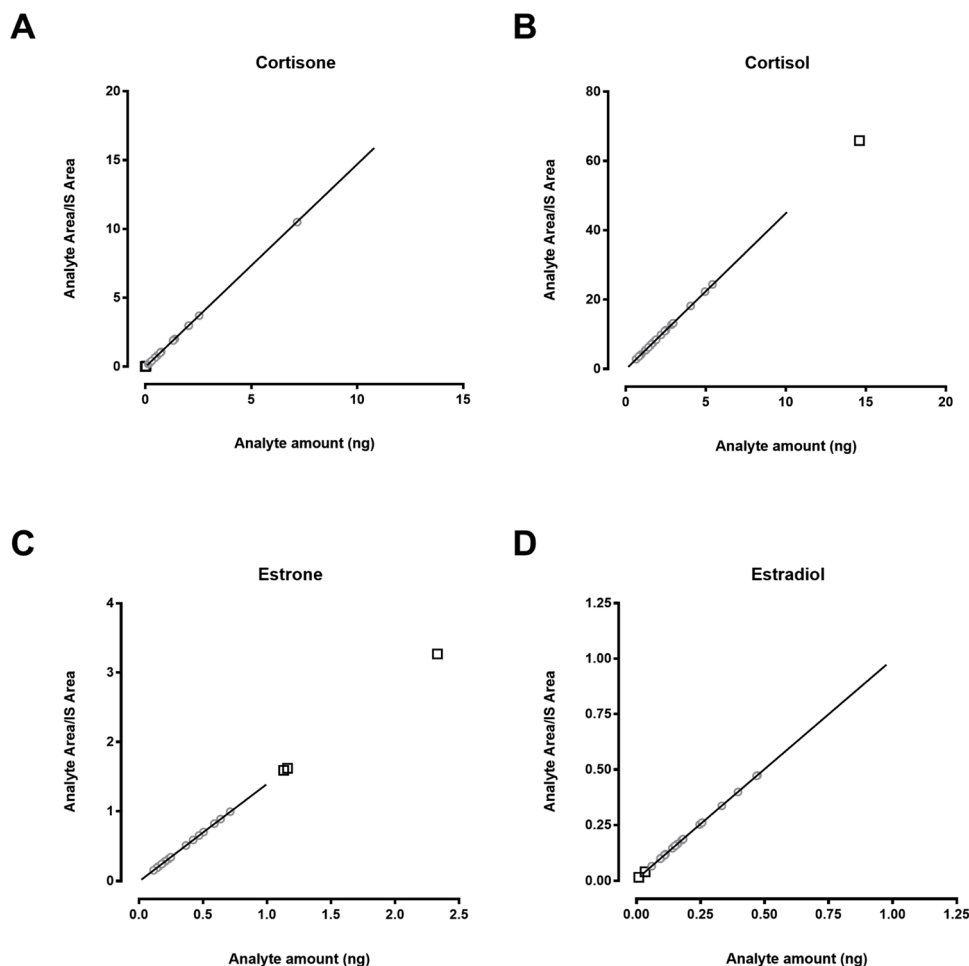 A
Cortisone
20
15
10
5
0
Analyte Area/IS Area
0 5 10 15
Analyte amount (ng)
B
Cortisol
80
60
40
20
0
Analyte Area/IS Area
0 5 10 15 20
Analyte amount (ng)
C
Estrone
4
3
2
1
0
Analyte Area/IS Area
0.0 0.5 1.0 1.5 2.0 2.5
Analyte amount (ng)
D
Estradiol
1.25
1.00
0.75
0.50
0.25
0.00
Analyte Area/IS Area
0.00 0.25 0.50 0.75 1.00 1.25
Analyte amount (ng)